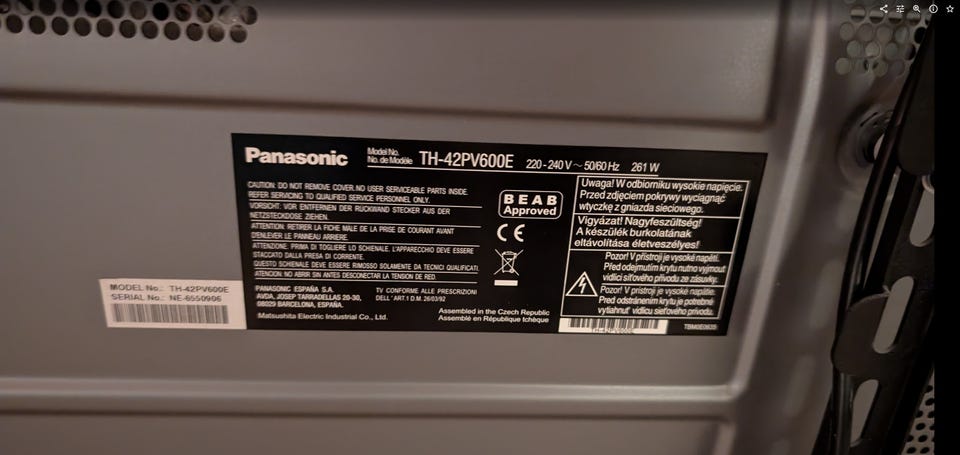 Panasonic
Model No.
No. de Modèle TH-42PV600E 220 - 240 V ~ 50/60 Hz 261 W
CAUTION: DO NOT REMOVE COVER. NO USER SERVICEABLE PARTS INSIDE.
REFER SERVICING TO QUALIFIED SERVICE PERSONNEL ONLY.
VORSICHT: VOR ENTFERNEN DER RUCKWAND STECKER AUS DER
NETZSTECKDOSE ZIEHEN.
ATTENTION: RETIRER LA FICHE MALE DE LA PRISE DE COURANT AVANT
D'ENLEVER LE PANNEAU ARRIERE.
ATTENZIONE: PRIMA DI TOGLIERE LO SCHIENALE. L'APPARECCHIO DEVE ESSERE
STACCATO DALLA PRESA DI CORRENTE.
QUESTO SCHIENALE DEVE ESSERE RIMOSSO SOLAMENTE DA TECNICI QUALIFICATI.
ATENCION: NO ABRIR SIN ANTES DESCONECTAR LA TENSION DE RED.
PANASONIC ESPAÑA S.A.
AVDA, JOSEP TARRADELLAS 20-30,
08029 BARCELONA, ESPAÑA.
TV CONFORME ALLE PRESCRIZIONI
DELL' ART.1 D.M. 26/03/92
Matsushita Electric Industrial Co., Ltd.
Assembled in the Czech Republic
Assemblé en République tchèque
BEAB
Approved
CE
Uwaga! W odbiorniku wysokie napięcie.
Przed zdjęciem pokrywy wyciągnąć
wtyczkę z gniazda sieciowego.
Vigyázat! Nagyfeszültség!
A készülék burkolatának
eltávolítása életveszélyes!
Pozor! V přístroji je vysoké napětí.
Před odejmutím krytu nutno vyjmout
vidlici síťového přívodu ze zásuvky.
Pozor! V prístroji je vysoké napätie.
Pred odstránením krytu je potrebné
vytiahnuť vidlicu sieťového prívodu.
TH-42PV600E
TBM0E0635
MODEL No.: TH-42PV600E
SERIAL No.: NE-6550906